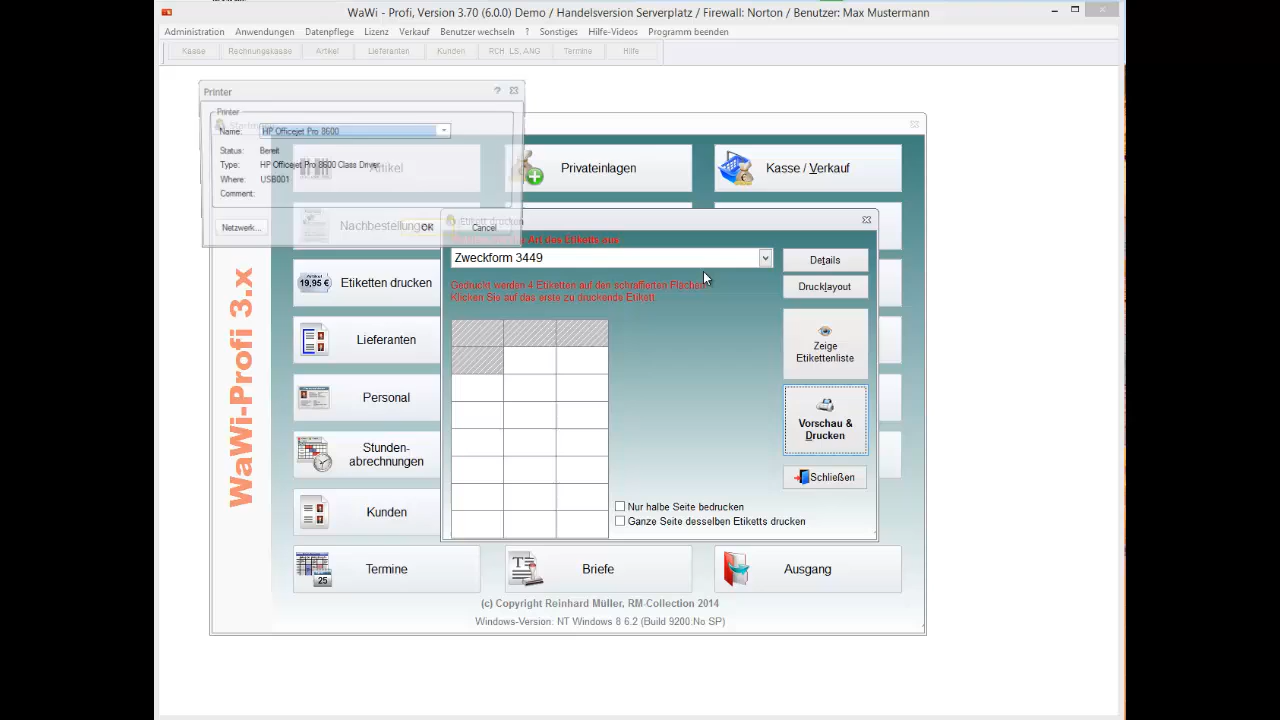 WaWi - Profi, Version 3.70 (6.0.0) Demo / Handelsversion Serverplatz / Firewall: Norton / Benutzer: Max Mustermann
Administration Anwendungen Datenpflege Lizenz Verkauf Benutzer wechseln ? Sonstiges Hilfe-Videos Programm beenden
Kasse Rechnungskasse Artikel Lieferanten Kunden RCH, LS, ANG Termine Hilfe
Printer
Printer
Name: HP Officejet Pro 8600
Status: Bereit
Type: HP Officejet Pro 8600 Class Driver
Where: USB001
Comment:
Netzwerk... OK Cancel
Artikel
Privateinlagen
Kasse / Verkauf
Nachbestellung
Etikett drucken
Art des Etiketts aus
Zweckform 3449
Details
Gedruckt werden 4 Etiketten auf den schraffierten Flächen
Klicken Sie auf das erste zu druckende Etikett
Drucklayout
19,95 €
Etiketten drucken
Zeige
Etikettenliste
Lieferanten
Personal
Vorschau &
Drucken
Stunden-
abrechnungen
Schließen
Kunden
Nur halbe Seite bedrucken
Ganze Seite desselben Etiketts drucken
25
Termine
Briefe
Ausgang
WaWi-Profi 3.x
(c) Copyright Reinhard Müller, RM-Collection 2014
Windows-Version: NT Windows 8 6.2 (Build 9200:No SP)